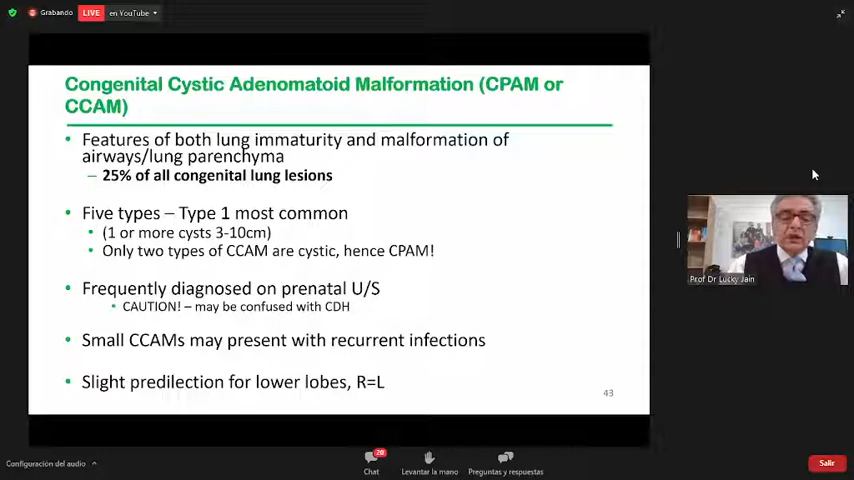 Grabando
LIVE
en YouTube
Congenital Cystic Adenomatoid Malformation (CPAM or
CCAM)
• Features of both lung immaturity and malformation of
airways/lung parenchyma
– 25% of all congenital lung lesions
• Five types – Type 1 most common
• (1 or more cysts 3-10cm)
• Only two types of CCAM are cystic, hence CPAM!
• Frequently diagnosed on prenatal U/S
• CAUTION! – may be confused with CDH
• Small CCAMs may present with recurrent infections
• Slight predilection for lower lobes, R=L
43
Prof Dr Lucky Jain
Configuración del audio
20
Chat
Levantar la mano
Preguntas y respuestas
Salir